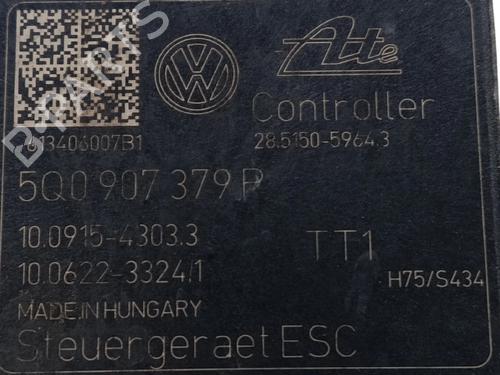 Ate
Controller
613406007B1
28.5150-5964.3
5Q0 907 379 P
10.0915-4303.3
TT1
10.0622-3324.1
H75/S434
MADE IN HUNGARY
Steuergeraet ESC